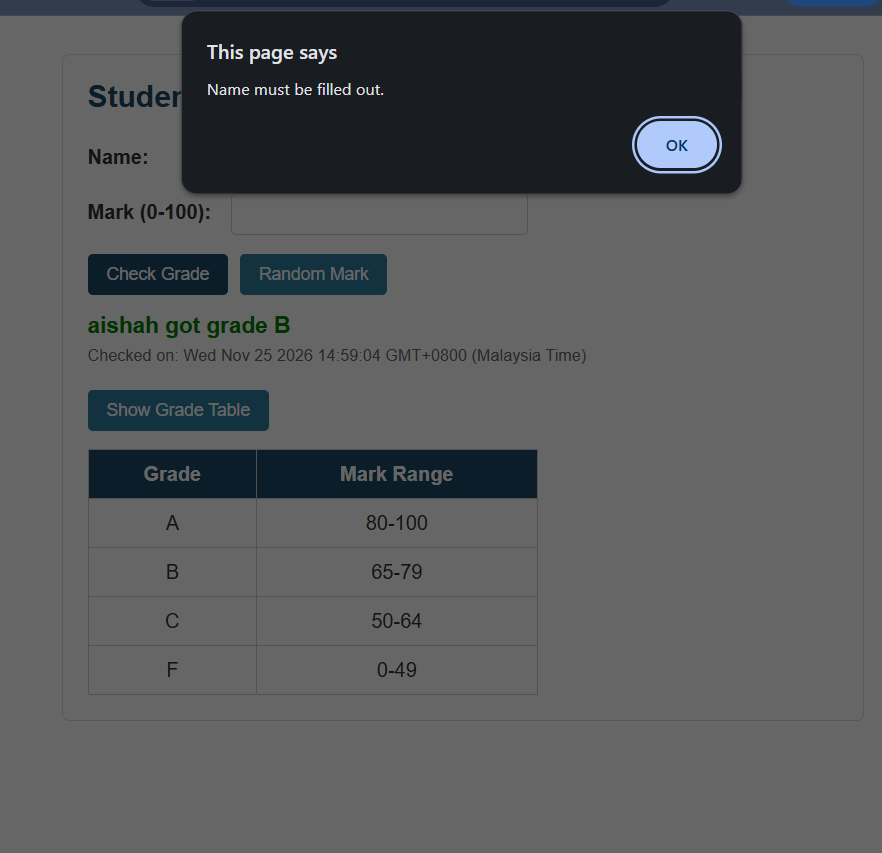 This page says
Name must be filled out.
OK
Studen
Name:
Mark (0-100):
Check Grade Random Mark
aishah got grade B
Checked on: Wed Nov 25 2026 14:59:04 GMT+0800 (Malaysia Time)
Show Grade Table
Grade Mark Range
A 80-100
B 65-79
C 50-64
F 0-49